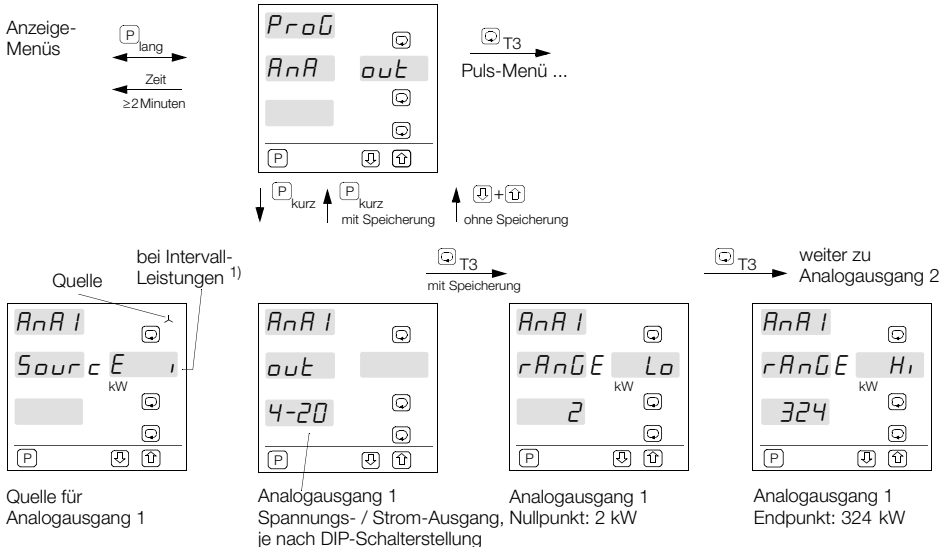 Anzeige-
Menüs
P lang
Zeit
≥2 Minuten
ProG
AnA out
P
T3
Puls-Menü ...
P kurz
P kurz
mit Speicherung
+
ohne Speicherung
Quelle
bei Intervall-
Leistungen 1)
T3
mit Speicherung
T3
weiter zu
Analogausgang 2
AnA1
SourcE i
kW
P
Quelle für
Analogausgang 1
AnA1
out
4-20
P
Analogausgang 1
Spannungs- / Strom-Ausgang,
je nach DIP-Schalterstellung
AnA1
rAnGE Lo
kW
2
P
Analogausgang 1
Nullpunkt: 2 kW
AnA1
rAnGE Hi
kW
324
P
Analogausgang 1
Endpunkt: 324 kW